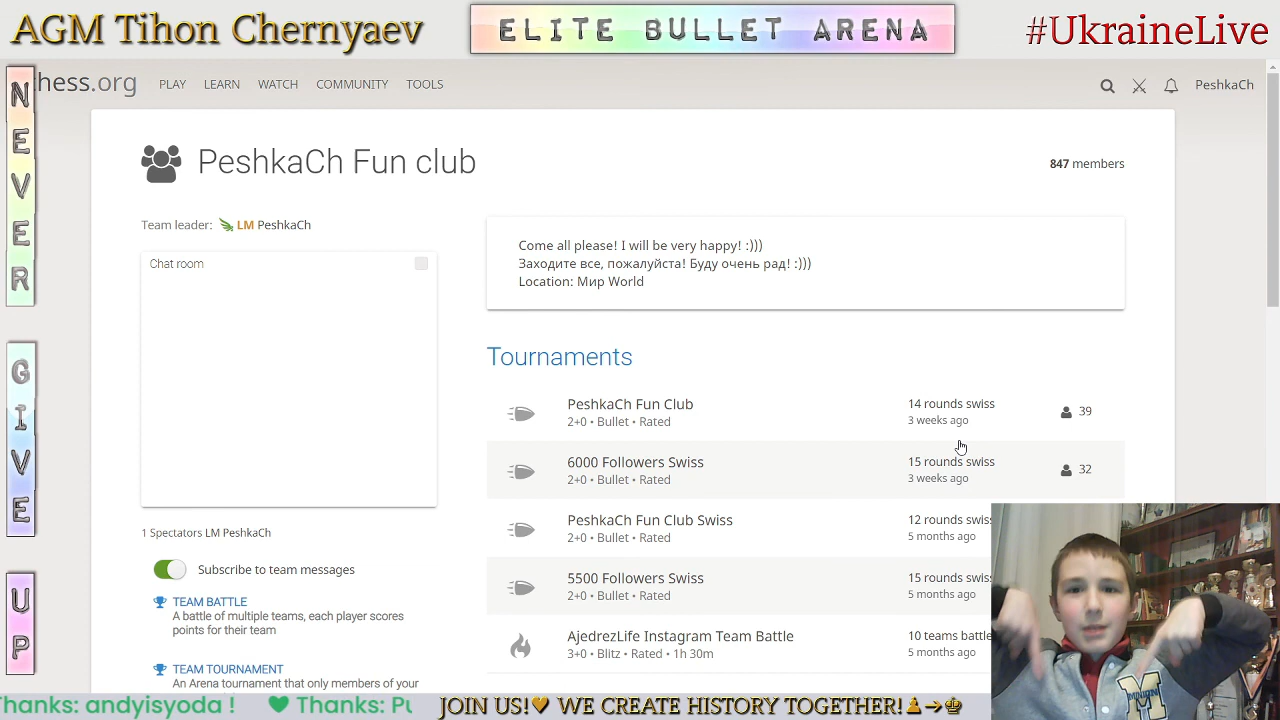 AGM Tihon Chernyaev
ELITE BULLET ARENA
#UkraineLive
NEVER
GIVE
UP
hess.org
PLAY
LEARN
WATCH
COMMUNITY
TOOLS
PeshkaCh
PeshkaCh Fun club
847 members
Team leader: LM PeshkaCh
Chat room
Come all please! I will be very happy! :)))
Заходите все, пожалуйста! Буду очень рад! :)))
Location: Мир World
Tournaments
PeshkaCh Fun Club
2+0 • Bullet • Rated
14 rounds swiss
3 weeks ago
39
6000 Followers Swiss
2+0 • Bullet • Rated
15 rounds swiss
3 weeks ago
32
PeshkaCh Fun Club Swiss
2+0 • Bullet • Rated
12 rounds swiss
5 months ago
5500 Followers Swiss
2+0 • Bullet • Rated
15 rounds swiss
5 months ago
AjedrezLife Instagram Team Battle
3+0 • Blitz • Rated • 1h 30m
10 teams battle
5 months ago
1 Spectators LM PeshkaCh
Subscribe to team messages
TEAM BATTLE
A battle of multiple teams, each player scores
points for their team
TEAM TOURNAMENT
An Arena tournament that only members of your
M
Thanks: andyisyoda !
Thanks: Pu
JOIN US!♥ WE CREATE HISTORY TOGETHER!♟→♚